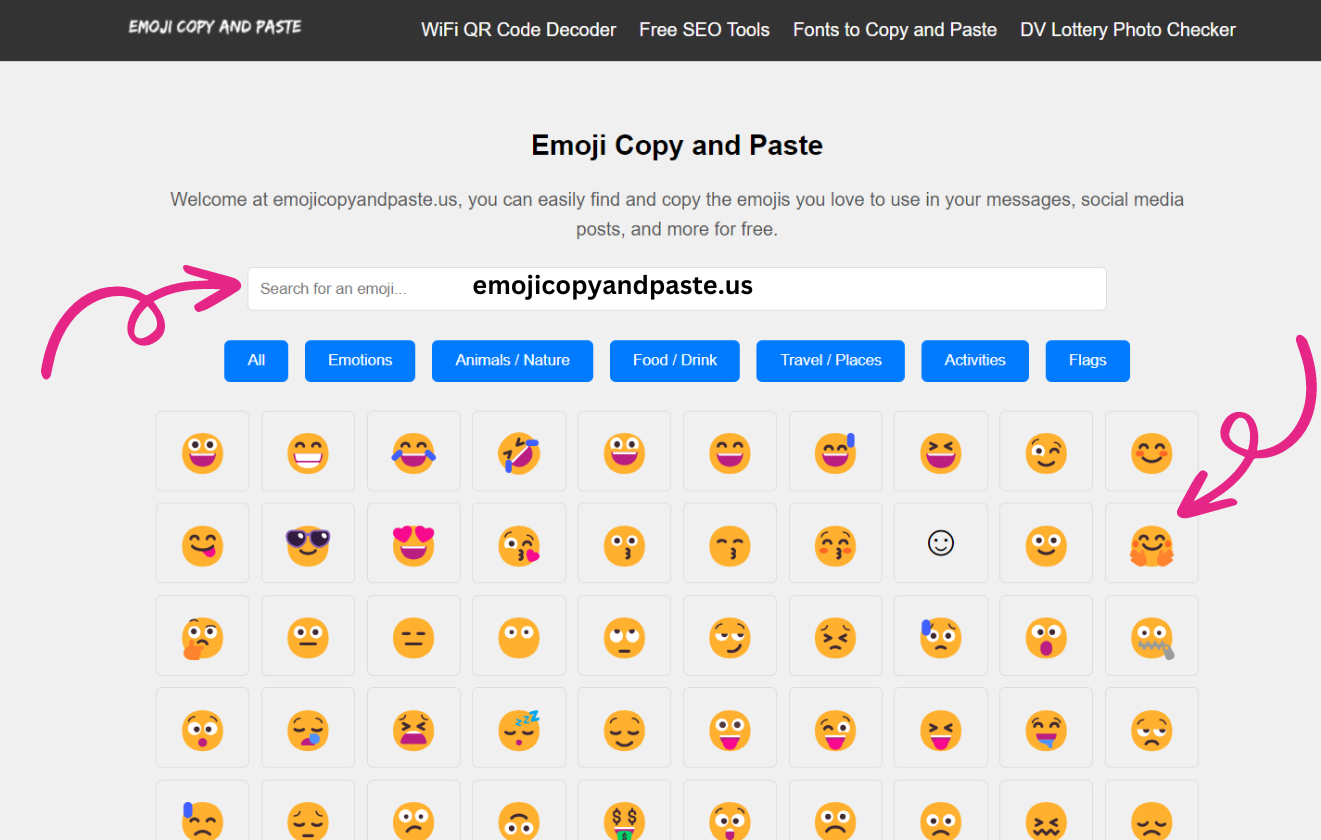 EMOJI COPY AND PASTE
WiFi QR Code Decoder Free SEO Tools Fonts to Copy and Paste DV Lottery Photo Checker
Emoji Copy and Paste
Welcome at emojicopyandpaste.us, you can easily find and copy the emojis you love to use in your messages, social media
posts, and more for free.
Search for an emoji... emojicopyandpaste.us
All Emotions Animals / Nature Food / Drink Travel / Places Activities Flags